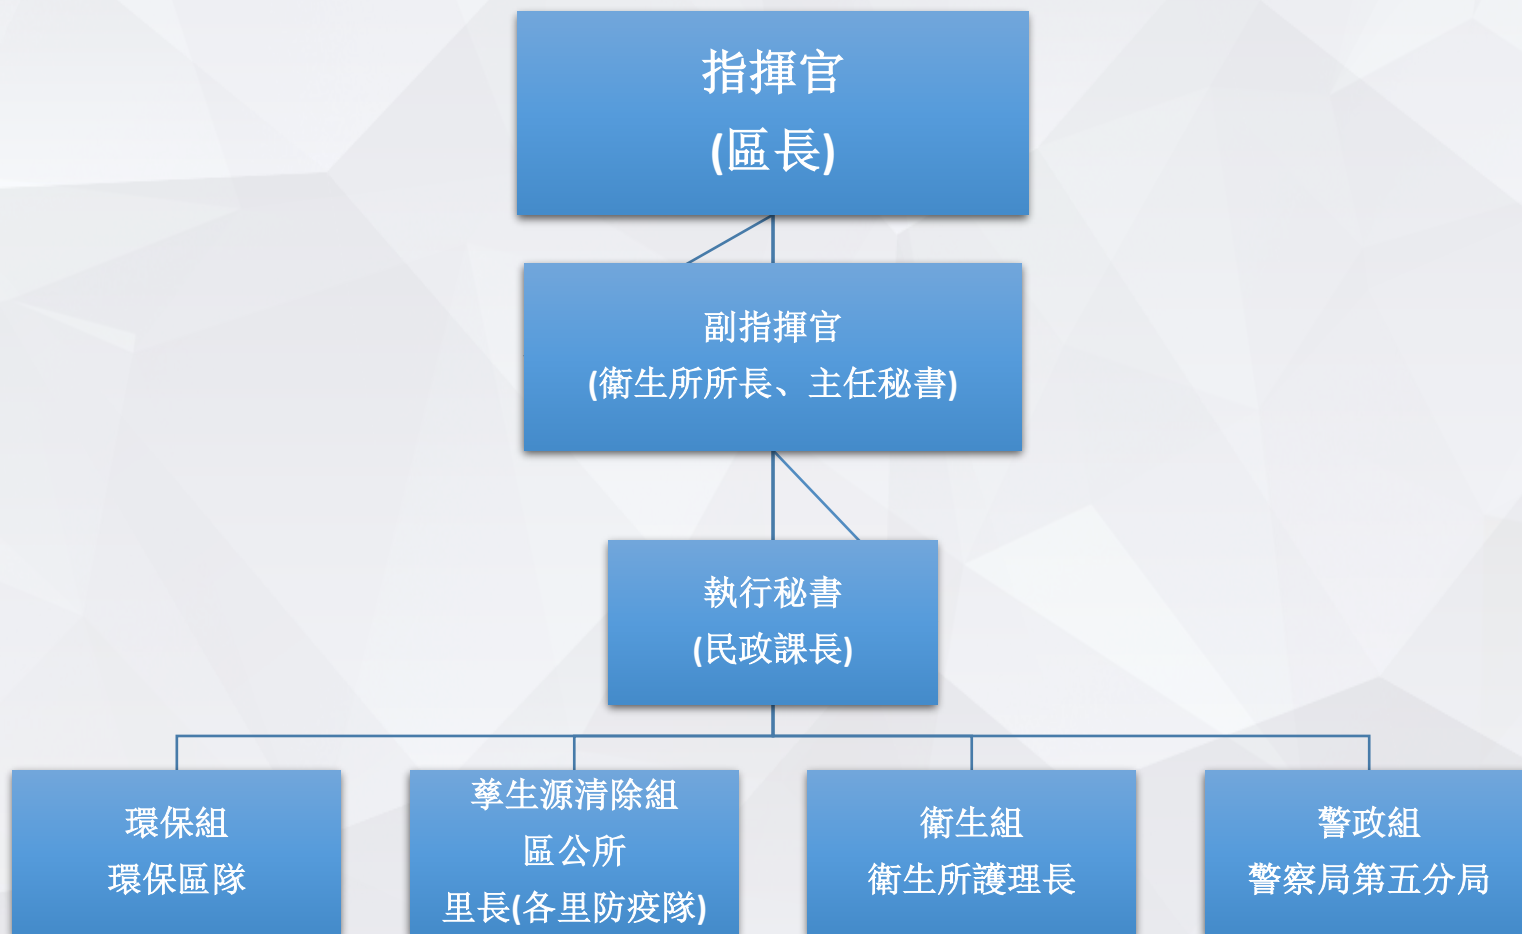 指揮官
(區長)
副指揮官
(衛生所所長、主任秘書)
執行秘書
(民政課長)
環保組
環保區隊
孳生源清除組
區公所
里長(各里防疫隊)
衛生組
衛生所護理長
警政組
警察局第五分局